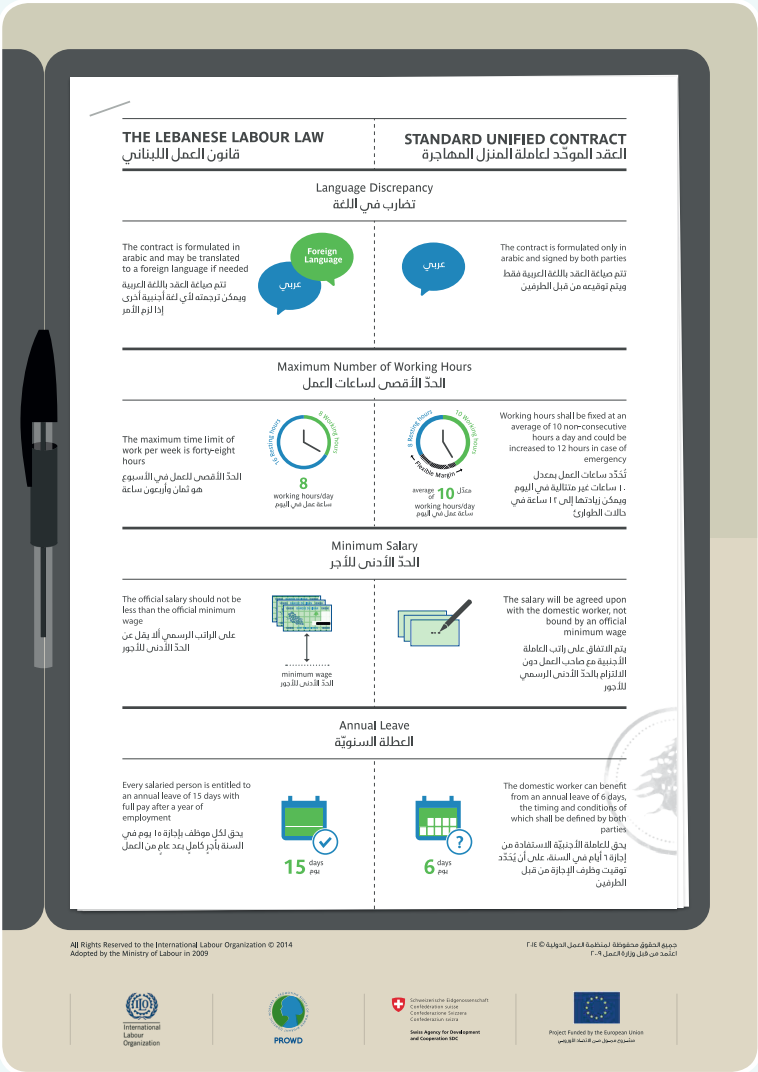 THE LEBANESE LABOUR LAW
قانون العمل اللبناني
STANDARD UNIFIED CONTRACT
العقد الموحّد لعاملة المنزل المهاجرة
Language Discrepancy
تضارب في اللغة
The contract is formulated in
arabic and may be translated
to a foreign language if needed
تتم صياغة العقد باللغة العربية
ويمكن ترجمته لأي لغة أجنبية أخرى
إذا لزم الأمر
Foreign
Language
عربي
عربي
The contract is formulated only in
arabic and signed by both parties
تتم صياغة العقد باللغة العربية فقط
ويتم توقيعه من قبل الطرفين
Maximum Number of Working Hours
الحدّ الأقصى لساعات العمل
The maximum time limit of
work per week is forty-eight
hours
الحدّ الأقصى للعمل في الأسبوع
هو ثمان وأربعون ساعة
16 Resting hours
8 Working hours
8
working hours/day
ساعة عمل في اليوم
8 Resting hours
10 Working hours
Flexible Margin
average of 10 معدّل
working hours/day
ساعة عمل في اليوم
Working hours shall be fixed at an
average of 10 non-consecutive
hours a day and could be
increased to 12 hours in case of
emergency
تُحَدّد ساعات العمل بمعدل
١٠ ساعات غير متتالية في اليوم
ويمكن زيادتها إلى ١٢ ساعة في
حالات الطوارئ
Minimum Salary
الحدّ الأدنى للأجر
The official salary should not be
less than the official minimum
wage
على الراتب الرسمي ألا يقل عن
الحدّ الأدنى للأجور
minimum wage
الحدّ الأدنى للأجور
The salary will be agreed upon
with the domestic worker, not
bound by an official
minimum wage
يتم الاتفاق على راتب العاملة
الأجنبية مع صاحب العمل دون
الالتزام بالحدّ الأدنى الرسمي
للأجور
Annual Leave
العطلة السنويّة
Every salaried person is entitled to
an annual leave of 15 days with
full pay after a year of
employment
يحق لكل موظف بإجازة ١٥ يوم في
السنة بأجرٍ كاملٍ بعد عامٍ من العمل
15 days
يوم
?
6 days
يوم
The domestic worker can benefit
from an annual leave of 6 days,
the timing and conditions of
which shall be defined by both
parties
يحق للعاملة الأجنبيّة الاستفادة من
إجازة ٦ أيام في السنة، على أن يُحَدّد
توقيت وظرف الإجازة من قبل
الطرفين
All Rights Reserved to the International Labour Organization © 2014
Adopted by the Ministry of Labour in 2009
جميع الحقوق محفوظة لمنظمة العمل الدولية © ٢٠١٤
اعتمد من قبل وزارة العمل ٢٠٠٩
International
Labour
Organization
PROWD
Schweizerische Eidgenossenschaft
Confédération suisse
Confederazione Svizzera
Confederaziun svizra
Swiss Agency for Development
and Cooperation SDC
Project Funded by the European Union
مشروع ممول من الاتحاد الأوروبي